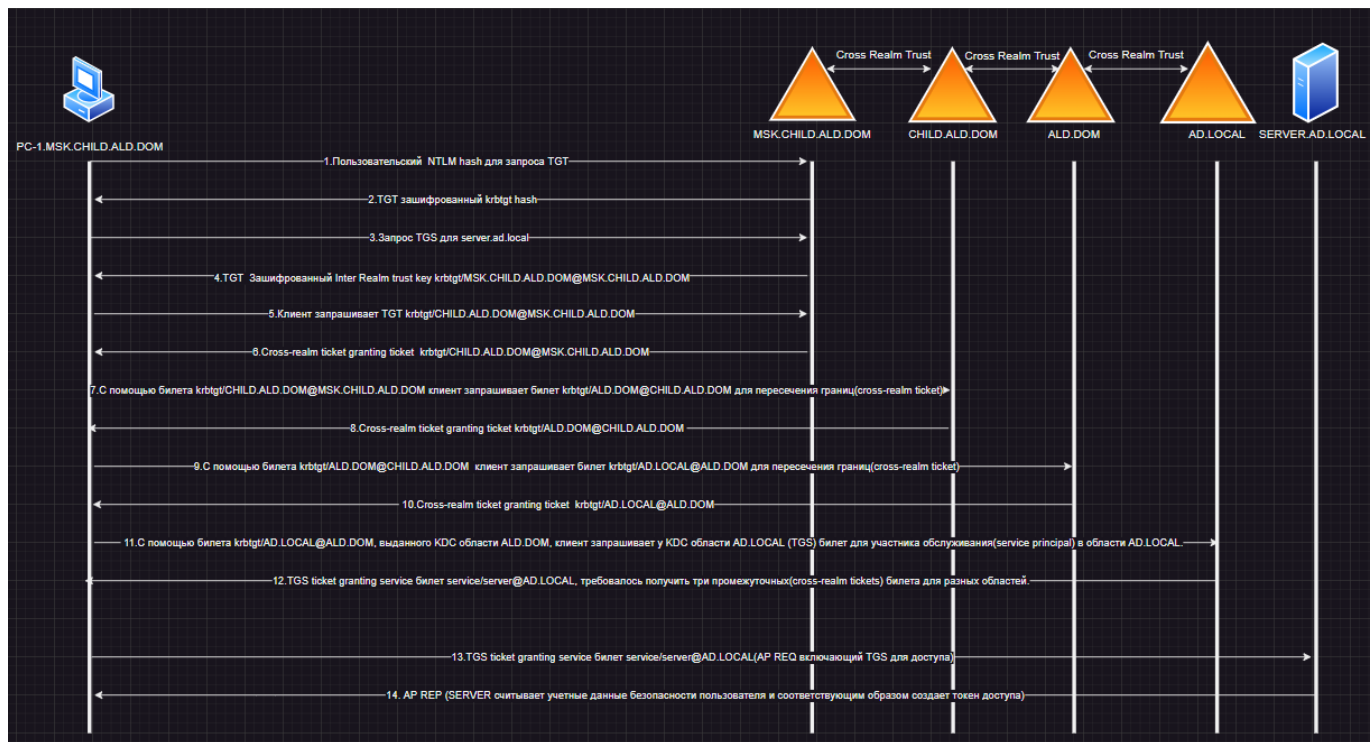 Cross Realm Trust
Cross Realm Trust
Cross Realm Trust
PC-1.MSK.CHILD.ALD.DOM
MSK.CHILD.ALD.DOM
CHILD.ALD.DOM
ALD.DOM
AD.LOCAL
SERVER.AD.LOCAL
1.Пользовательский NTLM hash для запроса TGT
2.TGT зашифрованный krbtgt hash
3.Запрос TGS для server.ad.local
4.TGT Зашифрованный Inter Realm trust key krbtgt/MSK.CHILD.ALD.DOM@MSK.CHILD.ALD.DOM
5.Клиент запрашивает TGT krbtgt/CHILD.ALD.DOM@MSK.CHILD.ALD.DOM
6.Cross-realm ticket granting ticket krbtgt/CHILD.ALD.DOM@MSK.CHILD.ALD.DOM
7.С помощью билета krbtgt/CHILD.ALD.DOM@MSK.CHILD.ALD.DOM клиент запрашивает билет krbtgt/ALD.DOM@CHILD.ALD.DOM для пересечения границ(cross-realm ticket)
8.Cross-realm ticket granting ticket krbtgt/ALD.DOM@CHILD.ALD.DOM
9.С помощью билета krbtgt/ALD.DOM@CHILD.ALD.DOM клиент запрашивает билет krbtgt/AD.LOCAL@ALD.DOM для пересечения границ(cross-realm ticket)
10.Cross-realm ticket granting ticket krbtgt/AD.LOCAL@ALD.DOM
11.С помощью билета krbtgt/AD.LOCAL@ALD.DOM, выданного KDC области ALD.DOM, клиент запрашивает у KDC области AD.LOCAL (TGS) билет для участника обслуживания(service principal) в области AD.LOCAL.
12.TGS ticket granting service билет service/server@AD.LOCAL, требовалось получить три промежуточных(cross-realm tickets) билета для разных областей.
13.TGS ticket granting service билет service/server@AD.LOCAL(AP REQ включающий TGS для доступа)
14. AP REP (SERVER считывает учетные данные безопасности пользователя и соответствующим образом создает токен доступа)